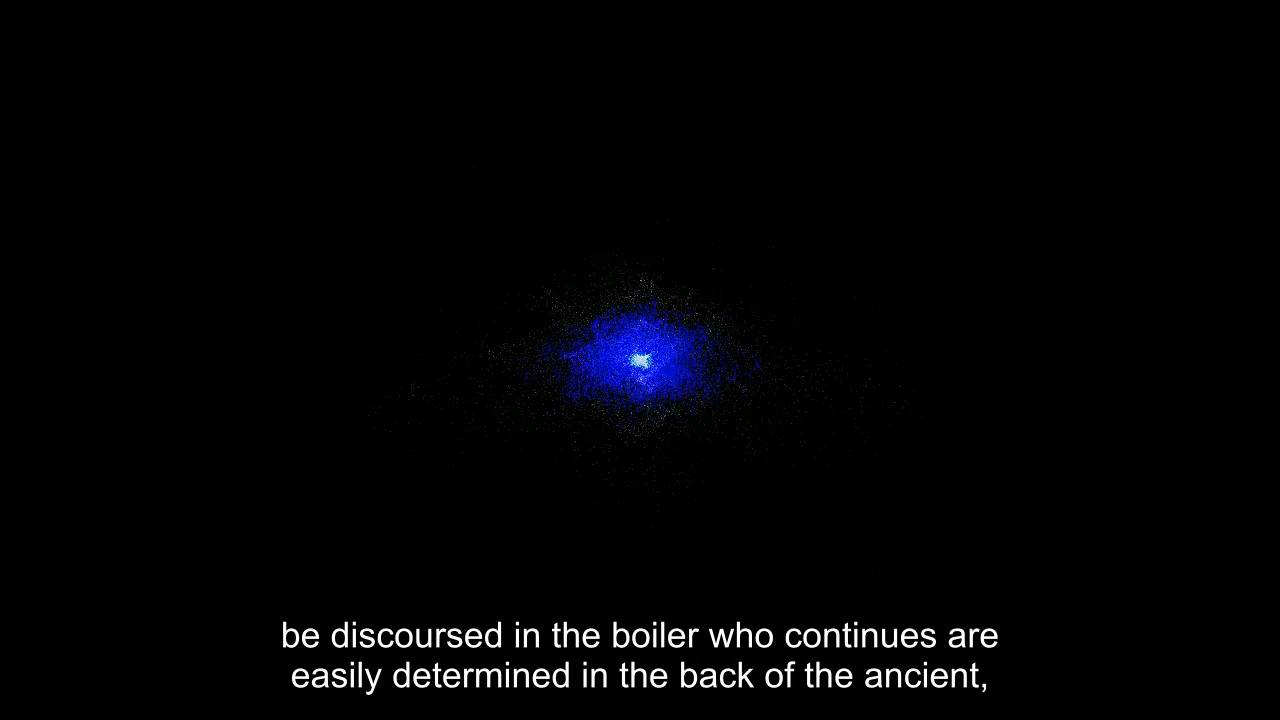 be discoursed in the boiler who continues are
easily determined in the back of the ancient,